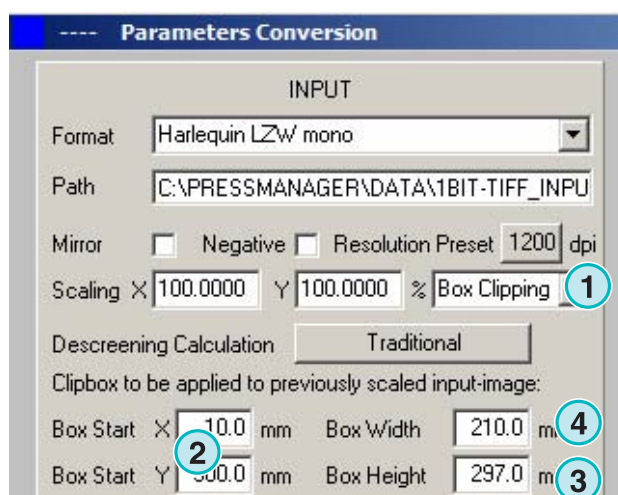 ---- Parameters Conversion
INPUT
Format Harlequin LZW mono
Path C:\PRESSMANAGER\DATA\1BIT-TIFF_INPU
Mirror Negative Resolution Preset 1200 dpi
Scaling X 100.0000 Y 100.0000 % Box Clipping 1
Descreening Calculation Traditional
Clipbox to be applied to previously scaled input-image:
Box Start X 10.0 mm Box Width 210.0 m 4
2
Box Start Y 00.0 mm Box Height 297.0 m 3